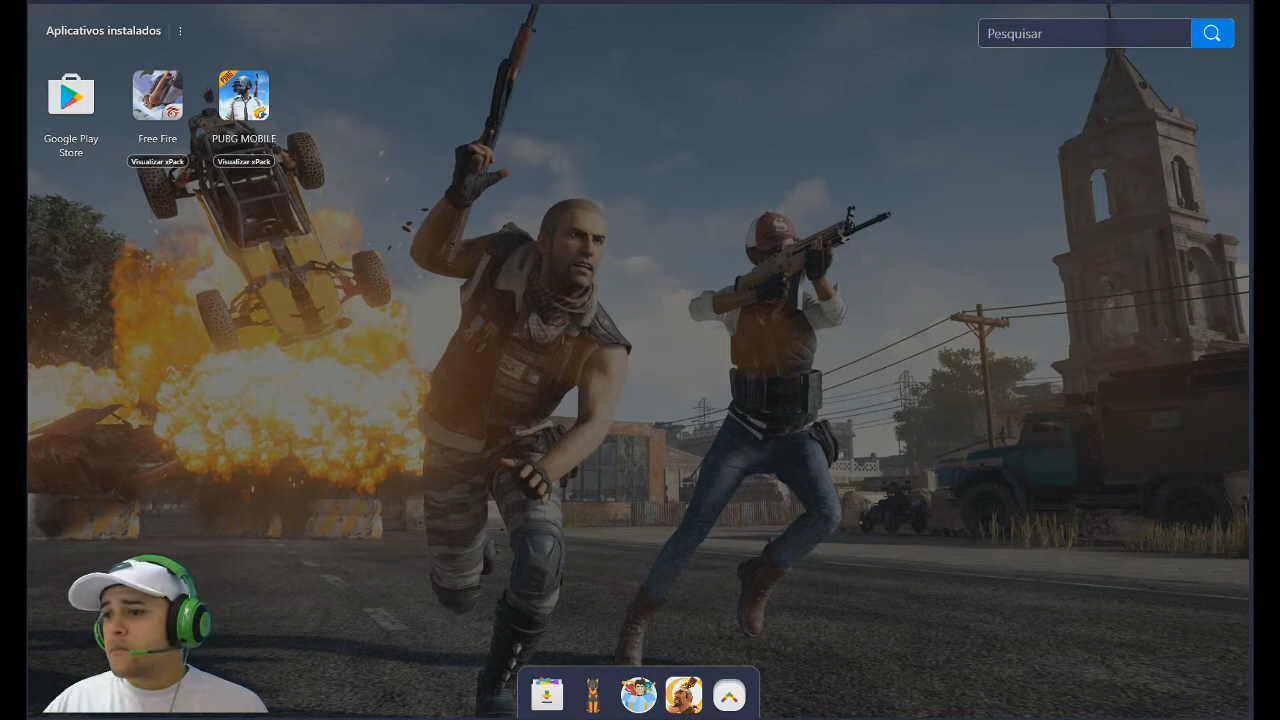 Aplicativos instalados
Pesquisar
Google Play
Store
Free Fire
PUBG MOBILE
Visualizar xPack
Visualizar xPack